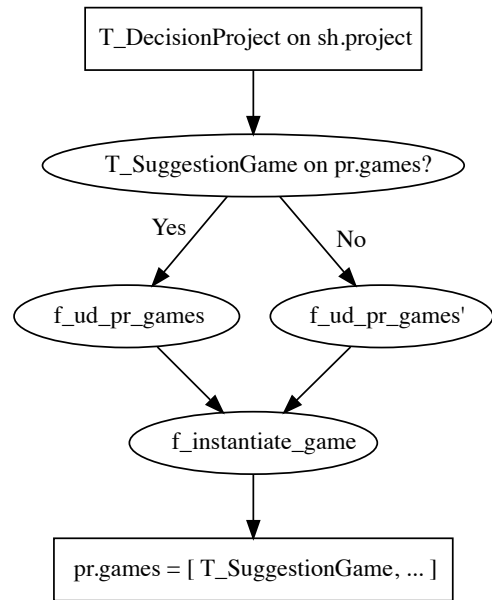 T_DecisionProject on sh.project
T_SuggestionGame on pr.games?
Yes
No
f_ud_pr_games
f_ud_pr_games'
f_instantiate_game
pr.games = [ T_SuggestionGame, ... ]